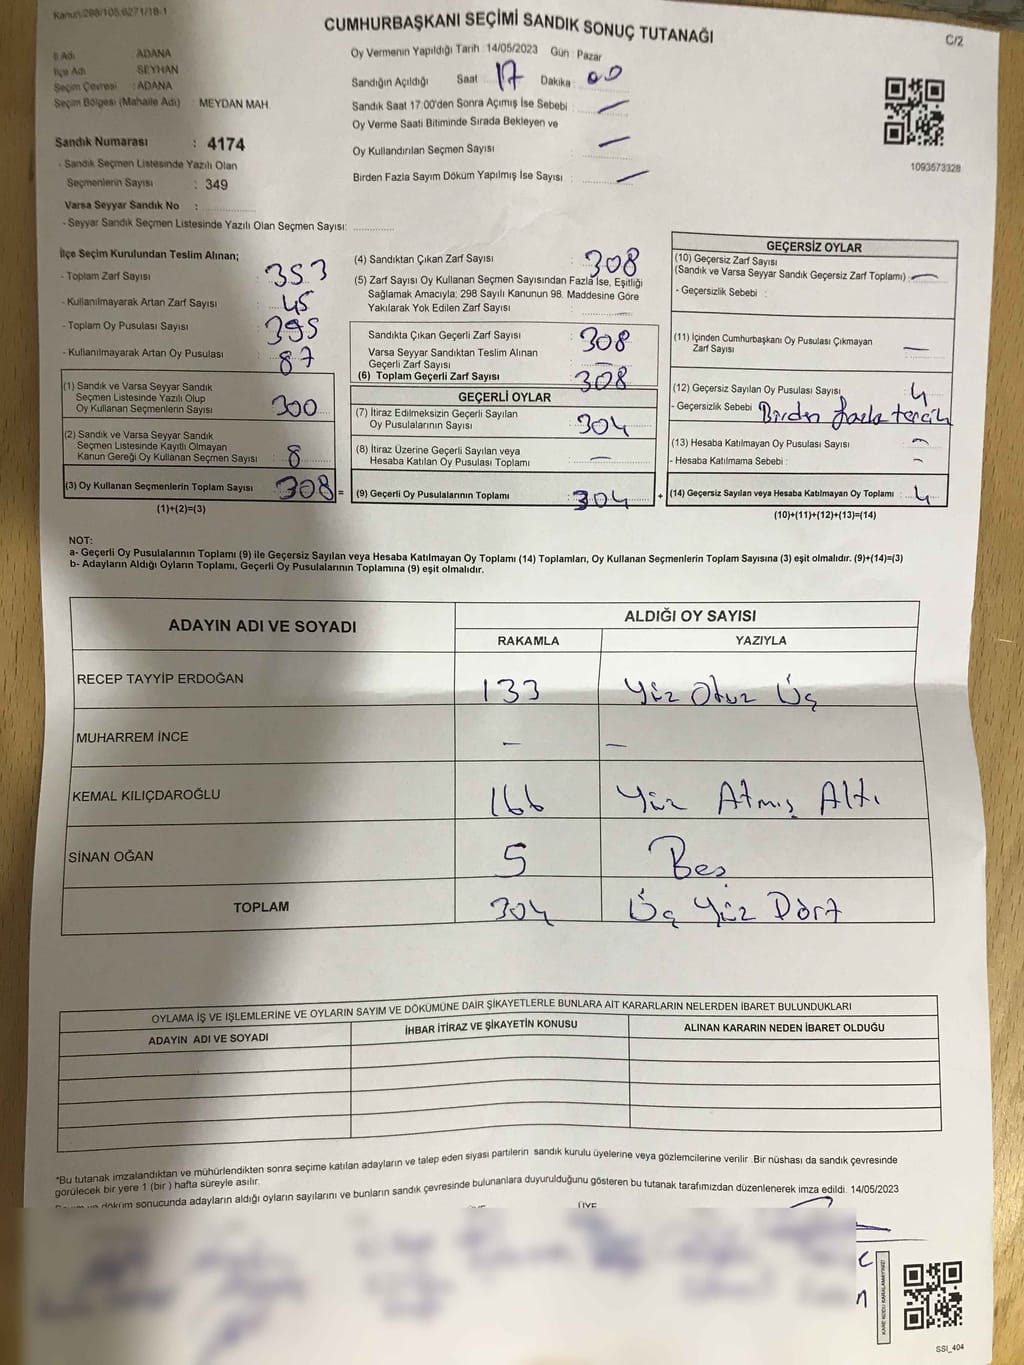 Kanun:298/105,6271/18-1
CUMHURBAŞKANI SEÇİMİ SANDIK SONUÇ TUTANAĞI
C/2
İl Adı : ADANA
İlçe Adı : SEYHAN
Seçim Çevresi : ADANA
Seçim Bölgesi (Mahalle Adı) : MEYDAN MAH.
Sandık Numarası : 4174
- Sandık Seçmen Listesinde Yazılı Olan
Seçmenlerin Sayısı : 349
Varsa Seyyar Sandık No :
- Seyyar Sandık Seçmen Listesinde Yazılı Olan Seçmen Sayısı:
Oy Vermenin Yapıldığı Tarih : 14/05/2023 Gün : Pazar
Sandığın Açıldığı Saat : 17 Dakika : 00
Sandık Saat 17:00'den Sonra Açımış İse Sebebi : —
Oy Verme Saati Bitiminde Sırada Bekleyen ve
Oy Kullandırılan Seçmen Sayısı : —
Birden Fazla Sayım Döküm Yapılmış İse Sayısı : —
1093673328
İlçe Seçim Kurulundan Teslim Alınan;
- Toplam Zarf Sayısı : 353
- Kullanılmayarak Artan Zarf Sayısı : 45
- Toplam Oy Pusulası Sayısı : 395
- Kullanılmayarak Artan Oy Pusulası : 87
(1) Sandık ve Varsa Seyyar Sandık
Seçmen Listesinde Yazılı Olup
Oy Kullanan Seçmenlerin Sayısı : 300
(2) Sandık ve Varsa Seyyar Sandık
Seçmen Listesinde Kayıtlı Olmayan
Kanun Gereği Oy Kullanan Seçmen Sayısı : 8
(3) Oy Kullanan Seçmenlerin Toplam Sayısı : 308 =
(1)+(2)=(3)
(4) Sandıktan Çıkan Zarf Sayısı : 308
(5) Zarf Sayısı Oy Kullanan Seçmen Sayısından Fazla İse, Eşitliği
Sağlamak Amacıyla; 298 Sayılı Kanunun 98. Maddesine Göre
Yakılarak Yok Edilen Zarf Sayısı :
Sandıkta Çıkan Geçerli Zarf Sayısı : 308
Varsa Seyyar Sandıktan Teslim Alınan
Geçerli Zarf Sayısı : —
(6) Toplam Geçerli Zarf Sayısı : 308
GEÇERLİ OYLAR
(7) İtiraz Edilmeksizin Geçerli Sayılan
Oy Pusulalarının Sayısı : 304
(8) İtiraz Üzerine Geçerli Sayılan veya
Hesaba Katılan Oy Pusulası Toplamı : —
(9) Geçerli Oy Pusulalarının Toplamı : 304 +
GEÇERSİZ OYLAR
(10) Geçersiz Zarf Sayısı
(Sandık ve Varsa Seyyar Sandık Geçersiz Zarf Toplamı) : —
- Geçersizlik Sebebi :
(11) İçinden Cumhurbaşkanı Oy Pusulası Çıkmayan
Zarf Sayısı : —
(12) Geçersiz Sayılan Oy Pusulası Sayısı : 4
- Geçersizlik Sebebi : Birden fazla tercih
(13) Hesaba Katılmayan Oy Pusulası Sayısı : —
- Hesaba Katılmama Sebebi : —
(14) Geçersiz Sayılan veya Hesaba Katılmayan Oy Toplamı : 4
(10)+(11)+(12)+(13)=(14)
NOT:
a- Geçerli Oy Pusulalarının Toplamı (9) ile Geçersiz Sayılan veya Hesaba Katılmayan Oy Toplamı (14) Toplamları, Oy Kullanan Seçmenlerin Toplam Sayısına (3) eşit olmalıdır. (9)+(14)=(3)
b- Adayların Aldığı Oyların Toplamı, Geçerli Oy Pusulalarının Toplamına (9) eşit olmalıdır.
ADAYIN ADI VE SOYADI
ALDIĞI OY SAYISI
RAKAMLA YAZIYLA
RECEP TAYYİP ERDOĞAN 133 Yüz Otuz Üç
MUHARREM İNCE — —
KEMAL KILIÇDAROĞLU 166 Yüz Atmış Altı
SİNAN OĞAN 5 Beş
TOPLAM 304 Üç Yüz Dört
OYLAMA İŞ VE İŞLEMLERİNE VE OYLARIN SAYIM VE DÖKÜMÜNE DAİR ŞİKAYETLERLE BUNLARA AİT KARARLARIN NELERDEN İBARET BULUNDUKLARI
ADAYIN ADI VE SOYADI İHBAR İTİRAZ VE ŞİKAYETİN KONUSU ALINAN KARARIN NEDEN İBARET OLDUĞU
*Bu tutanak imzalandıktan ve mühürlendikten sonra seçime katılan adayların ve talep eden siyasi partilerin sandık kurulu üyelerine veya gözlemcilerine verilir .Bir nüshası da sandık çevresinde
görülecek bir yere 1 (bir ) hafta süreyle asılır.
döküm sonucunda adayların aldığı oyların sayılarını ve bunların sandık çevresinde bulunanlara duyurulduğunu gösteren bu tutanak tarafımızdan düzenlenerek imza edildi. 14/05/2023
ÜYE
KARE KODU KARALAMAYINIZ!
SSI_404